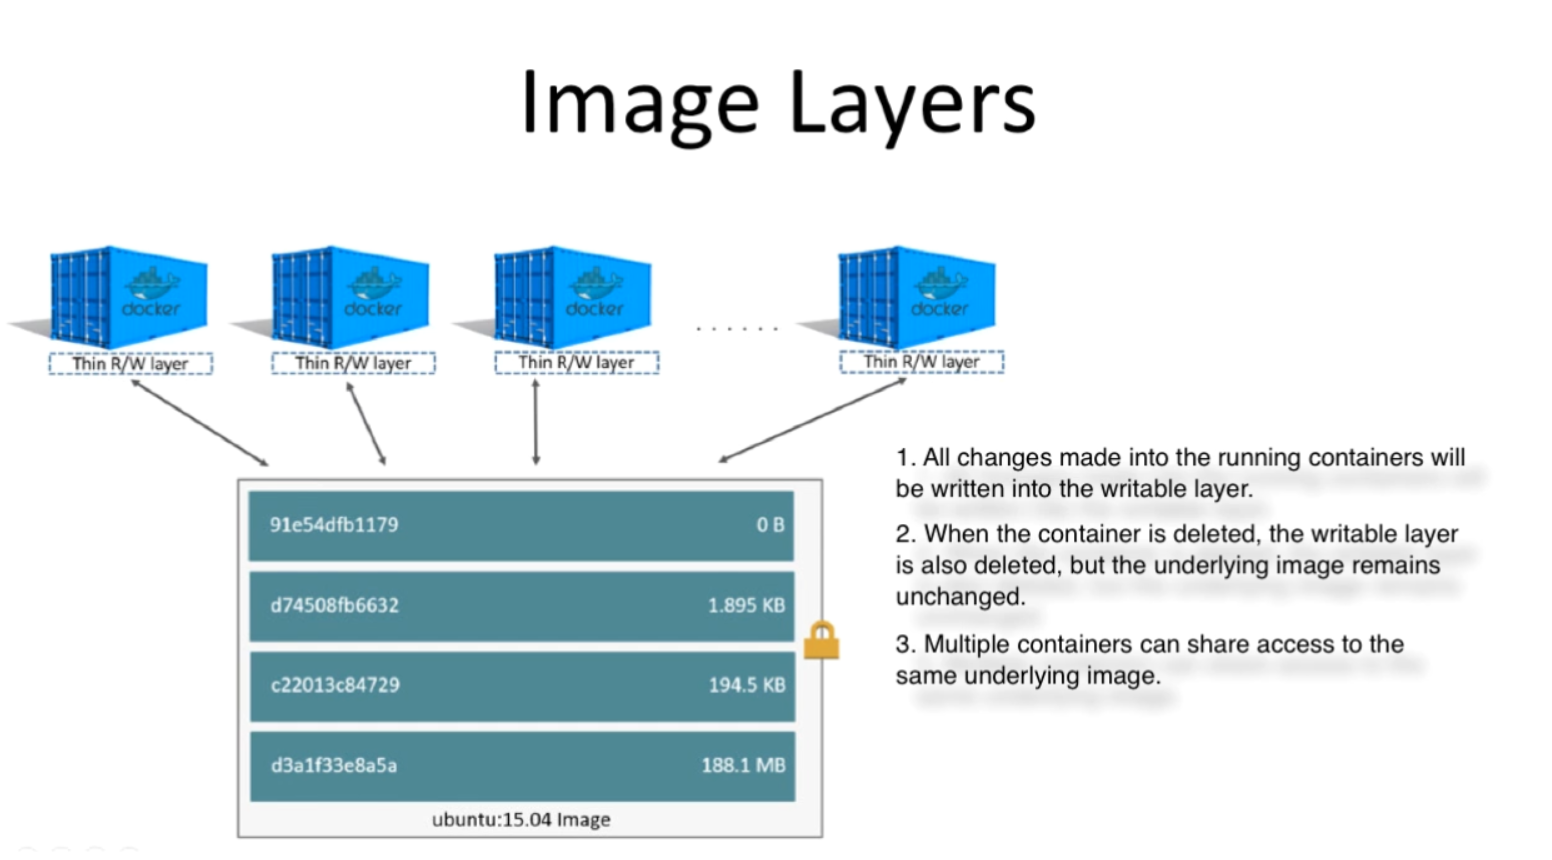 Image Layers
docker
docker
docker
docker
Thin R/W layer
Thin R/W layer
Thin R/W layer
. . . . . .
Thin R/W layer
91e54dfb1179 0 B
d74508fb6632 1.895 KB
c22013c84729 194.5 KB
d3a1f33e8a5a 188.1 MB
ubuntu:15.04 Image
1. All changes made into the running containers will
be written into the writable layer.
2. When the container is deleted, the writable layer
is also deleted, but the underlying image remains
unchanged.
3. Multiple containers can share access to the
same underlying image.